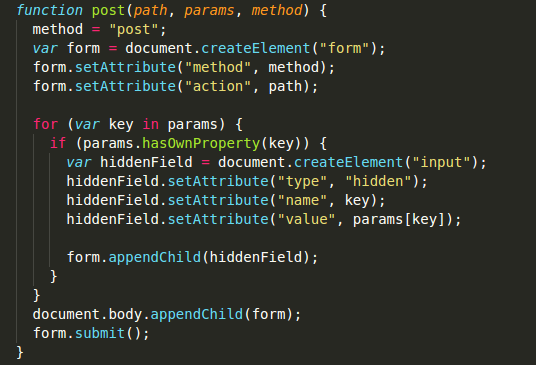 function post(path, params, method) {
  method = "post";
  var form = document.createElement("form");
  form.setAttribute("method", method);
  form.setAttribute("action", path);

  for (var key in params) {
    if (params.hasOwnProperty(key)) {
      var hiddenField = document.createElement("input");
      hiddenField.setAttribute("type", "hidden");
      hiddenField.setAttribute("name", key);
      hiddenField.setAttribute("value", params[key]);

      form.appendChild(hiddenField);
    }
  }
  document.body.appendChild(form);
  form.submit();
}